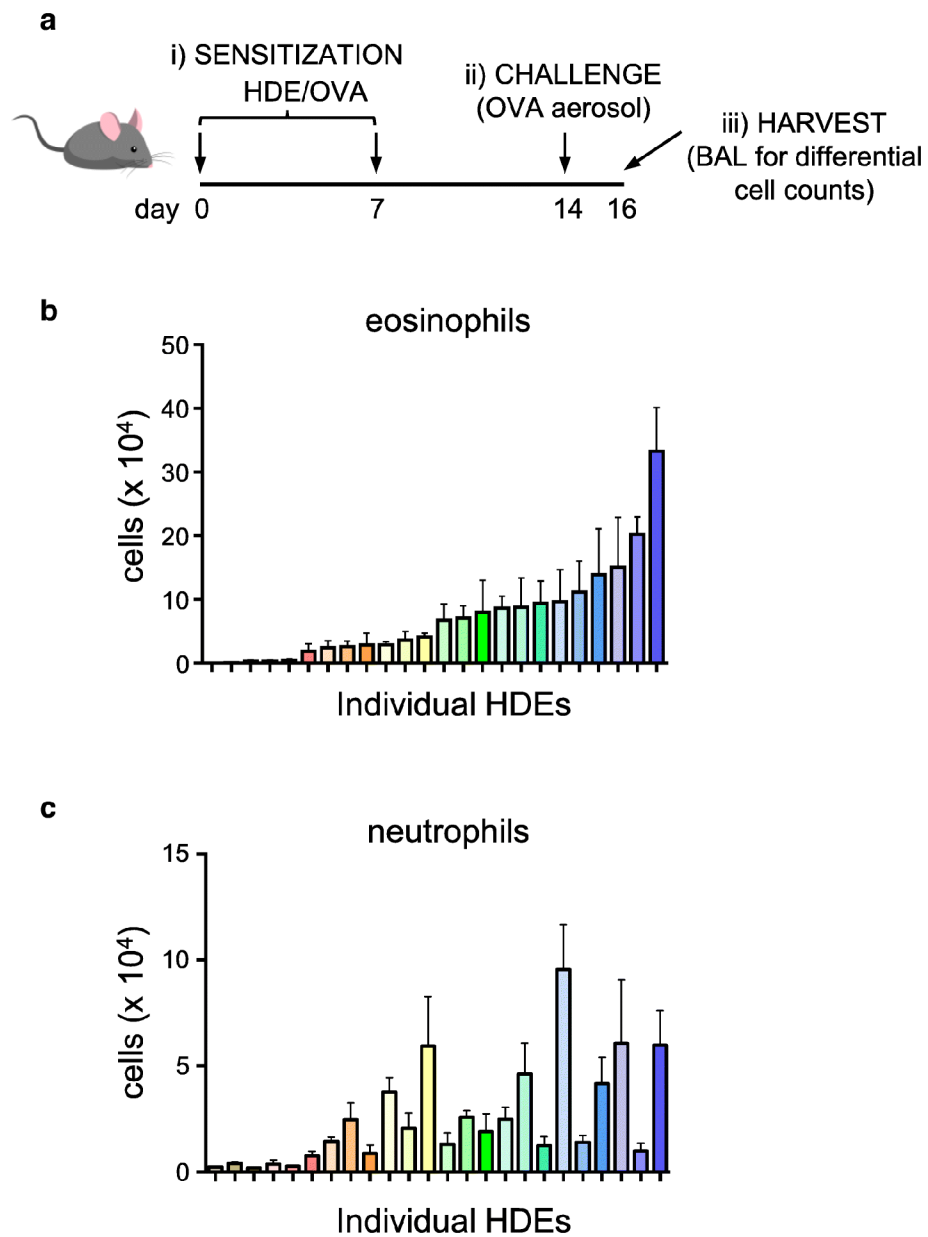 a
i) SENSITIZATION
HDE/OVA
ii) CHALLENGE
(OVA aerosol)
iii) HARVEST
(BAL for differential
cell counts)
day 0 7 14 16
b
eosinophils
50
40
30
20
10
0
cells (x 10⁴)
Individual HDEs
c
neutrophils
15
10
5
0
cells (x 10⁴)
Individual HDEs